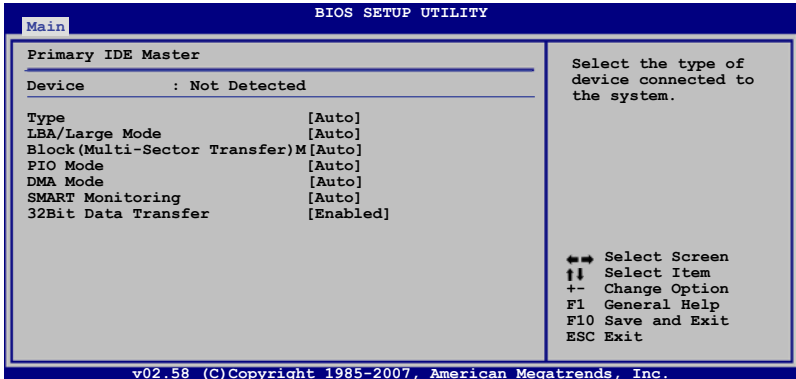 BIOS SETUP UTILITY
Main
Primary IDE Master
Device : Not Detected
Type [Auto]
LBA/Large Mode [Auto]
Block(Multi-Sector Transfer)M[Auto]
PIO Mode [Auto]
DMA Mode [Auto]
SMART Monitoring [Auto]
32Bit Data Transfer [Enabled]
Select the type of
device connected to
the system.
Select Screen
Select Item
+- Change Option
F1 General Help
F10 Save and Exit
ESC Exit
v02.58 (C)Copyright 1985-2007, American Megatrends, Inc.